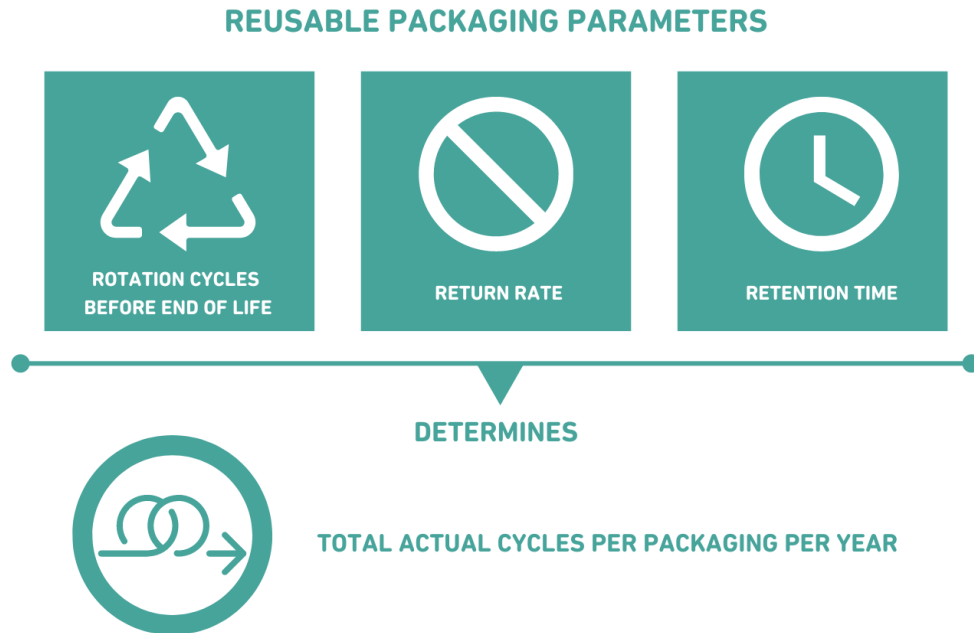 REUSABLE PACKAGING PARAMETERS
ROTATION CYCLES
BEFORE END OF LIFE
RETURN RATE
RETENTION TIME
DETERMINES
TOTAL ACTUAL CYCLES PER PACKAGING PER YEAR